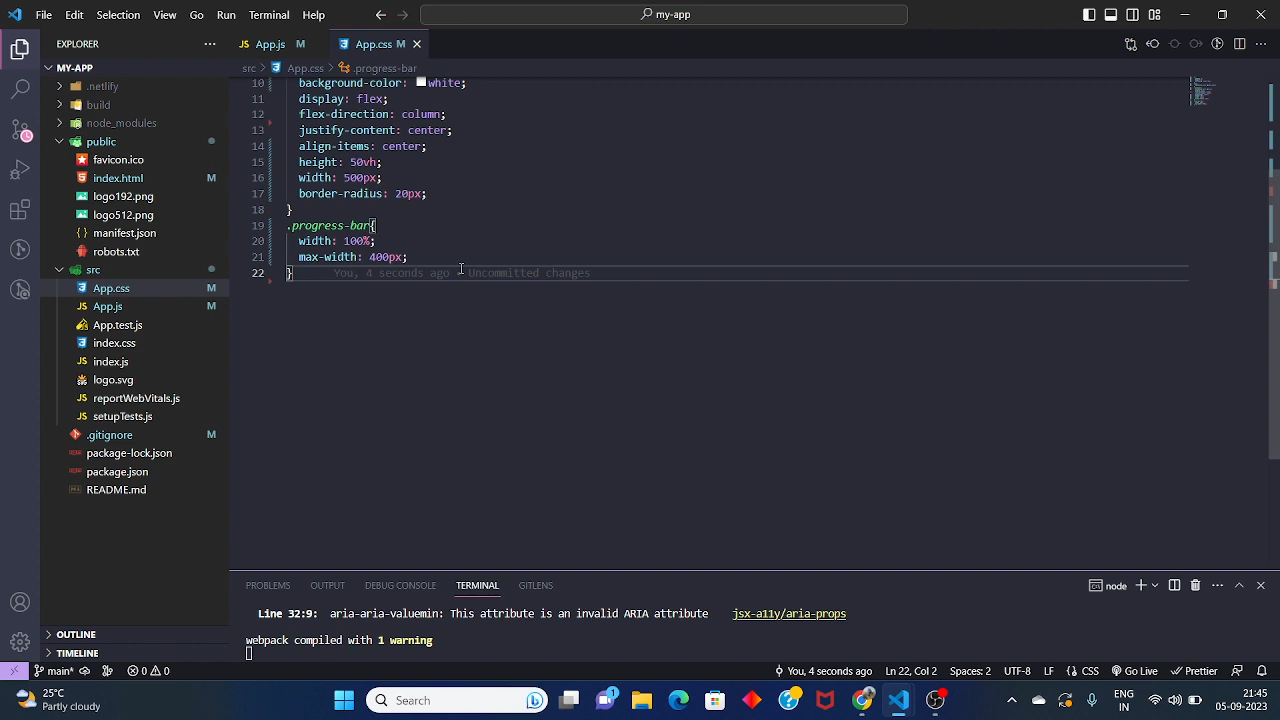 File Edit Selection View Go Run Terminal Help
my-app
EXPLORER
App.js M
App.css M
MY-APP
src App.css .progress-bar
.netlify
build
node_modules
public
favicon.ico
index.html M
logo192.png
logo512.png
manifest.json
robots.txt
src
App.css M
App.js M
App.test.js
index.css
index.js
logo.svg
reportWebVitals.js
setupTests.js
.gitignore M
package-lock.json
package.json
README.md
OUTLINE
TIMELINE
10 background-color: white;
11 display: flex;
12 flex-direction: column;
13 justify-content: center;
14 align-items: center;
15 height: 50vh;
16 width: 500px;
17 border-radius: 20px;
18 }
19 .progress-bar{
20 width: 100%;
21 max-width: 400px;
22 } You, 4 seconds ago • Uncommitted changes
PROBLEMS OUTPUT DEBUG CONSOLE TERMINAL GITLENS
node
Line 32:9: aria-aria-valuemin: This attribute is an invalid ARIA attribute jsx-a11y/aria-props
webpack compiled with 1 warning
main* 0 0 You, 4 seconds ago Ln 22, Col 2 Spaces: 2 UTF-8 LF CSS Go Live Prettier
25°C
Partly cloudy
Search
1
ENG
IN
21:43
05-10-2023